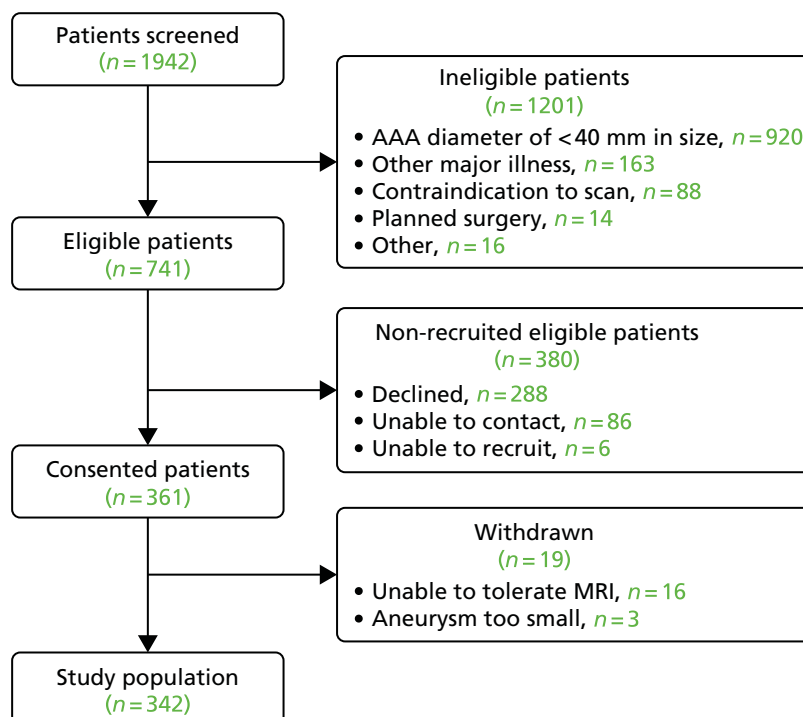 Patients screened
(n=1942)
Ineligible patients
(n=1201)
• AAA diameter of <40 mm in size, n=920
• Other major illness, n=163
• Contraindication to scan, n=88
• Planned surgery, n=14
• Other, n=16
Eligible patients
(n=741)
Non-recruited eligible patients
(n=380)
• Declined, n=288
• Unable to contact, n=86
• Unable to recruit, n=6
Consented patients
(n=361)
Withdrawn
(n=19)
• Unable to tolerate MRI, n=16
• Aneurysm too small, n=3
Study population
(n=342)